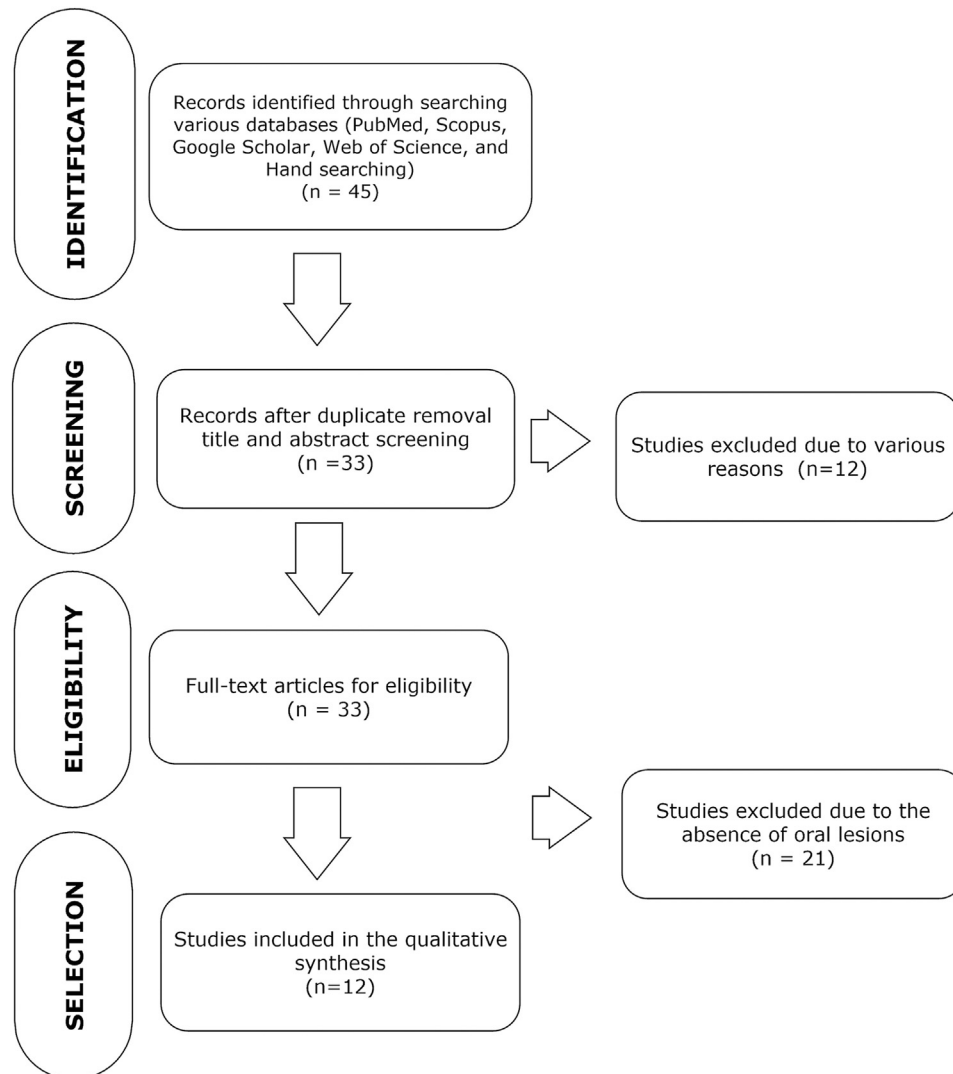 IDENTIFICATION
Records identified through searching
various databases (PubMed, Scopus,
Google Scholar, Web of Science, and
Hand searching)
(n = 45)
SCREENING
Records after duplicate removal
title and abstract screening
(n =33)
Studies excluded due to various
reasons (n=12)
ELIGIBILITY
Full-text articles for eligibility
(n = 33)
Studies excluded due to the
absence of oral lesions
(n = 21)
SELECTION
Studies included in the qualitative
synthesis
(n=12)